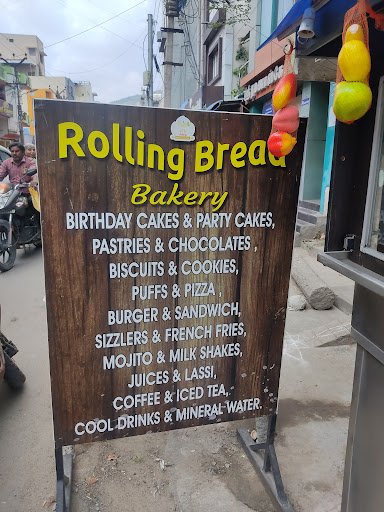 Rolling Bread
Bakery
BIRTHDAY CAKES & PARTY CAKES,
PASTRIES & CHOCOLATES ,
BISCUITS & COOKIES,
PUFFS & PIZZA ,
BURGER & SANDWICH,
SIZZLERS & FRENCH FRIES,
MOJITO & MILK SHAKES,
JUICES & LASSI,
COFFEE & ICED TEA,
COOL DRINKS & MINERAL WATER.